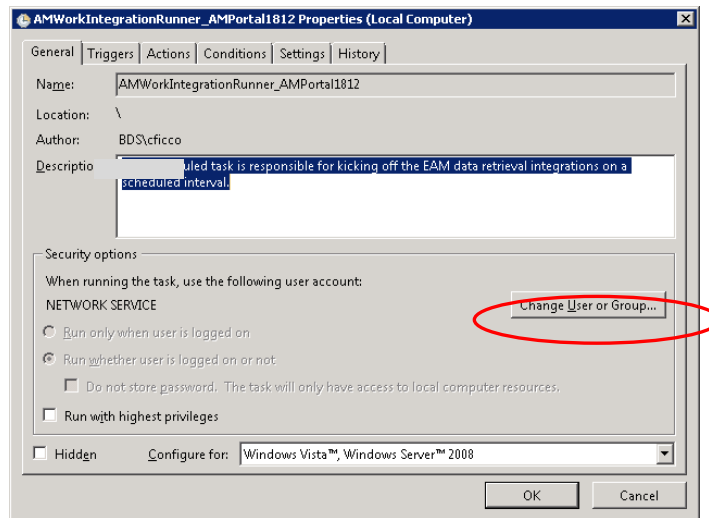 AMWorkIntegrationRunner_AMPortal1812 Properties (Local Computer)
General Triggers Actions Conditions Settings History
Name: AMWorkIntegrationRunner_AMPortal1812
Location: \
Author: BDS\cficco
Descriptio uled task is responsible for kicking off the EAM data retrieval integrations on a
scheduled interval.
Security options
When running the task, use the following user account:
NETWORK SERVICE Change User or Group...
Run only when user is logged on
Run whether user is logged on or not
Do not store password. The task will only have access to local computer resources.
Run with highest privileges
Hidden Configure for: Windows Vista™, Windows Server™ 2008
OK Cancel